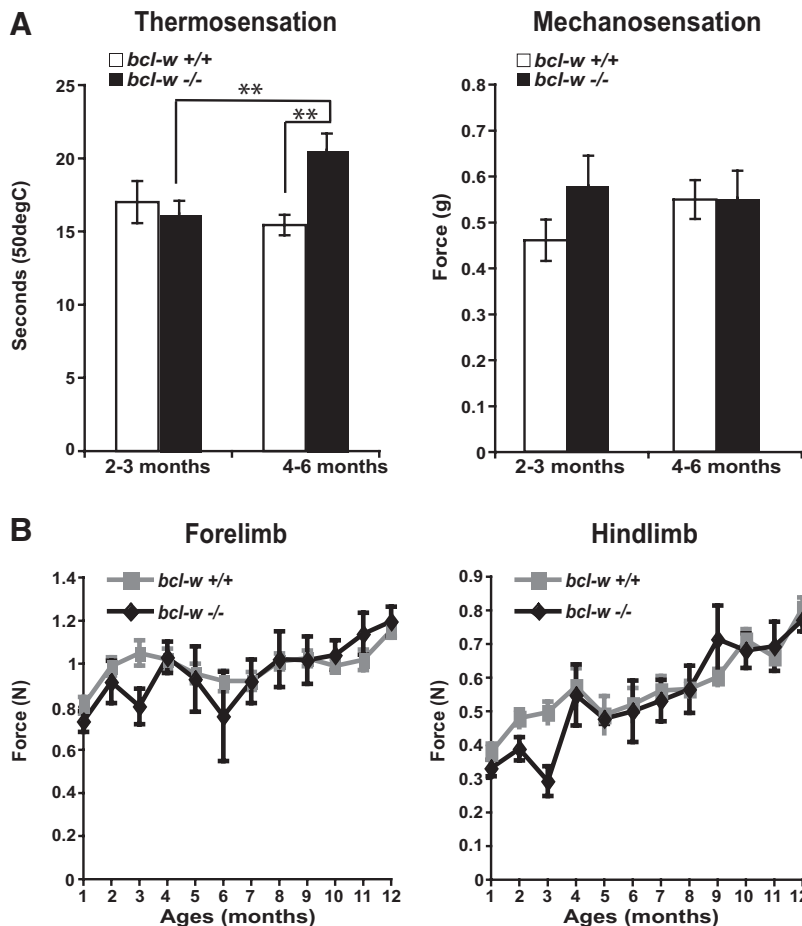 A
Thermosensation
bcl-w +/+
bcl-w -/-
25
20
15
10
5
0
Seconds (50degC)
**
**
2-3 months
4-6 months
Mechanosensation
bcl-w +/+
bcl-w -/-
0.8
0.7
0.6
0.5
0.4
0.3
0.2
0.1
0
Force (g)
2-3 months
4-6 months
B
Forelimb
bcl-w +/+
bcl-w -/-
1.4
1.2
1
0.8
0.6
0.4
0.2
0
Force (N)
1 2 3 4 5 6 7 8 9 10 11 12
Ages (months)
Hindlimb
bcl-w +/+
bcl-w -/-
0.9
0.8
0.7
0.6
0.5
0.4
0.3
0.2
0.1
0
Force (N)
1 2 3 4 5 6 7 8 9 10 11 12
Ages (months)